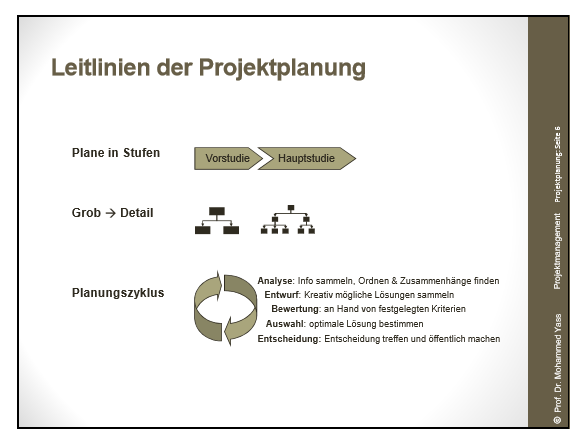 Leitlinien der Projektplanung
Plane in Stufen
Vorstudie
Hauptstudie
Grob → Detail
Planungszyklus
Analyse: Info sammeln, Ordnen & Zusammenhänge finden
Entwurf: Kreativ mögliche Lösungen sammeln
Bewertung: an Hand von festgelegten Kriterien
Auswahl: optimale Lösung bestimmen
Entscheidung: Entscheidung treffen und öffentlich machen
© Prof. Dr. Mohammed Yass Projektmanagement Projektplanung: Seite 6